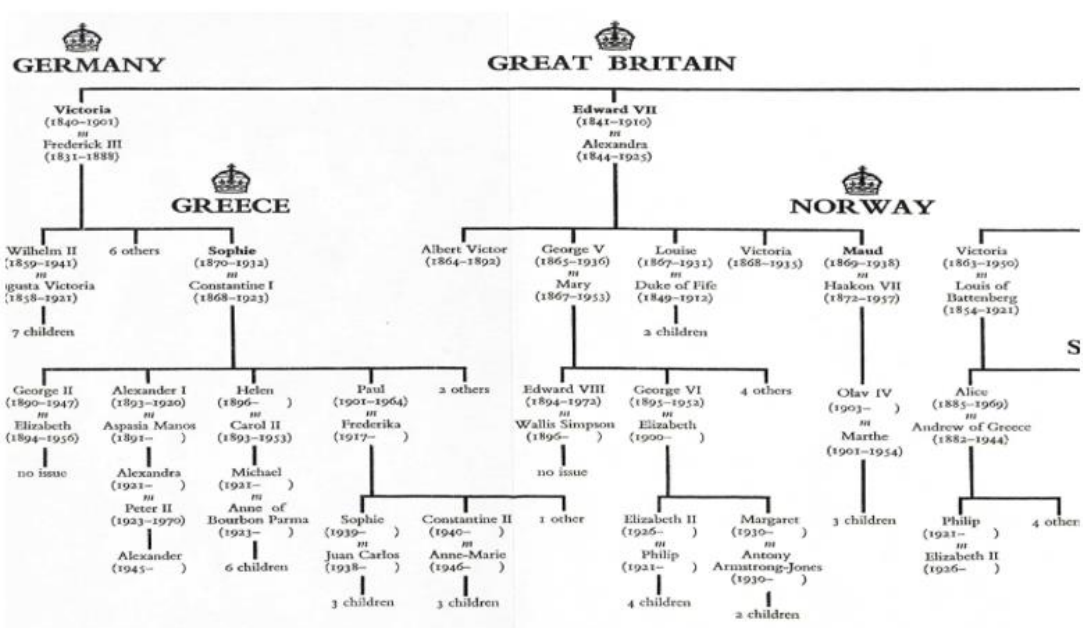 GERMANY
GREAT BRITAIN
Victoria
(1840–1901)
m
Frederick III
(1831–1888)
Edward VII
(1841–1910)
m
Alexandra
(1844–1925)
GREECE
NORWAY
Wilhelm II
(1859–1941)
m
gusta Victoria
(1858–1921)
7 children
6 others
Sophie
(1870–1932)
m
Constantine I
(1868–1923)
Albert Victor
(1864–1892)
George V
(1865–1936)
m
Mary
(1867–1953)
Louise
(1867–1931)
m
Duke of Fife
(1849–1912)
2 children
Victoria
(1868–1935)
Maud
(1869–1938)
m
Haakon VII
(1872–1957)
Victoria
(1863–1950)
m
Louis of
Battenberg
(1854–1921)
S
George II
(1890–1947)
m
Elizabeth
(1894–1956)
no issue
Alexander I
(1893–1920)
m
Aspasia Manos
(1891– )
Alexandra
(1921– )
m
Peter II
(1923–1970)
Alexander
(1945– )
Helen
(1896– )
m
Carol II
(1893–1953)
Michael
(1921– )
m
Anne of
Bourbon Parma
(1923– )
6 children
Paul
(1901–1964)
m
Frederika
(1917– )
2 others
Sophie
(1939– )
m
Juan Carlos
(1938– )
3 children
Constantine II
(1940– )
m
Anne-Marie
(1946– )
3 children
1 other
Edward VIII
(1894–1972)
m
Wallis Simpson
(1896– )
no issue
George VI
(1895–1952)
m
Elizabeth
(1900– )
4 others
Elizabeth II
(1926– )
m
Philip
(1921– )
4 children
Margaret
(1930– )
m
Antony
Armstrong-Jones
(1930– )
2 children
Olav IV
(1903– )
m
Marthe
(1901–1954)
3 children
Alice
(1885–1969)
m
Andrew of Greece
(1882–1944)
Philip
(1921– )
m
Elizabeth II
(1926– )
4 other